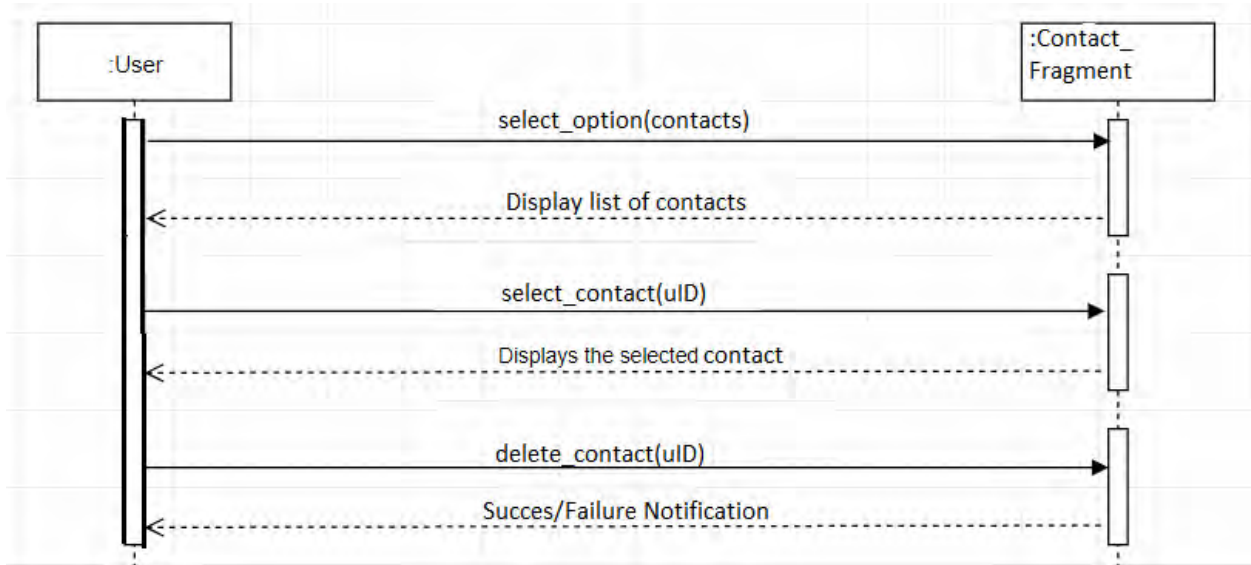 :User
:Contact_
Fragment
select_option(contacts)
Display list of contacts
select_contact(uID)
Displays the selected contact
delete_contact(uID)
Succes/Failure Notification